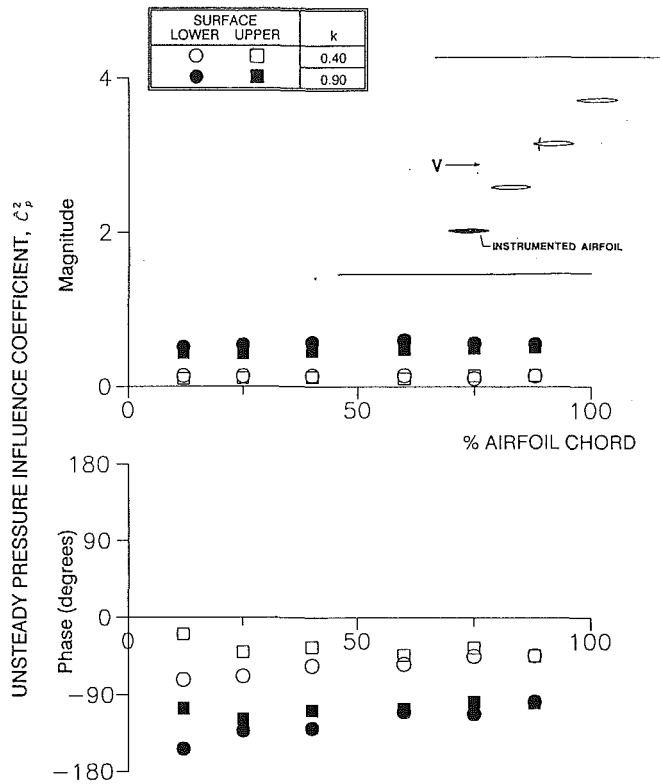 SURFACE
LOWER UPPER k
0.40
0.90
4
2
0
0 50 100
% AIRFOIL CHORD
V
INSTRUMENTED AIRFOIL
Magnitude
UNSTEADY PRESSURE INFLUENCE COEFFICIENT, Ĉ²ₚ
180
90
0
−90
−180
0 50 100
Phase (degrees)